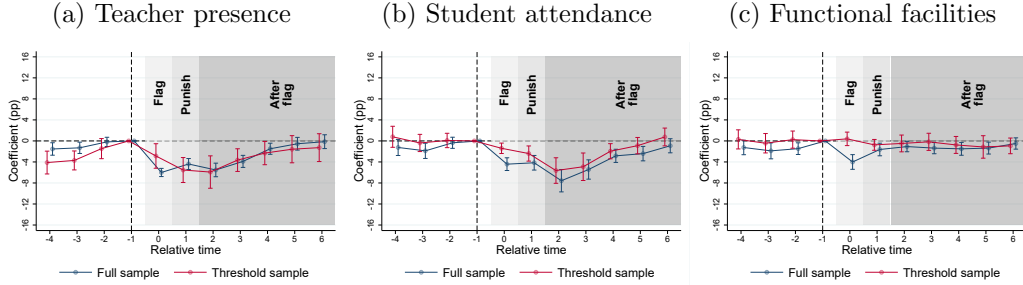 (a) Teacher presence
(b) Student attendance
(c) Functional facilities
Coefficient (pp)
16
12
8
4
0
-4
-8
-12
-16
Flag
Punish
After
flag
-4 -3 -2 -1 0 1 2 3 4 5 6
Relative time
Full sample Threshold sample
Coefficient (pp)
16
12
8
4
0
-4
-8
-12
-16
Flag
Punish
After
flag
-4 -3 -2 -1 0 1 2 3 4 5 6
Relative time
Full sample Threshold sample
Coefficient (pp)
16
12
8
4
0
-4
-8
-12
-16
Flag
Punish
After
flag
-4 -3 -2 -1 0 1 2 3 4 5 6
Relative time
Full sample Threshold sample